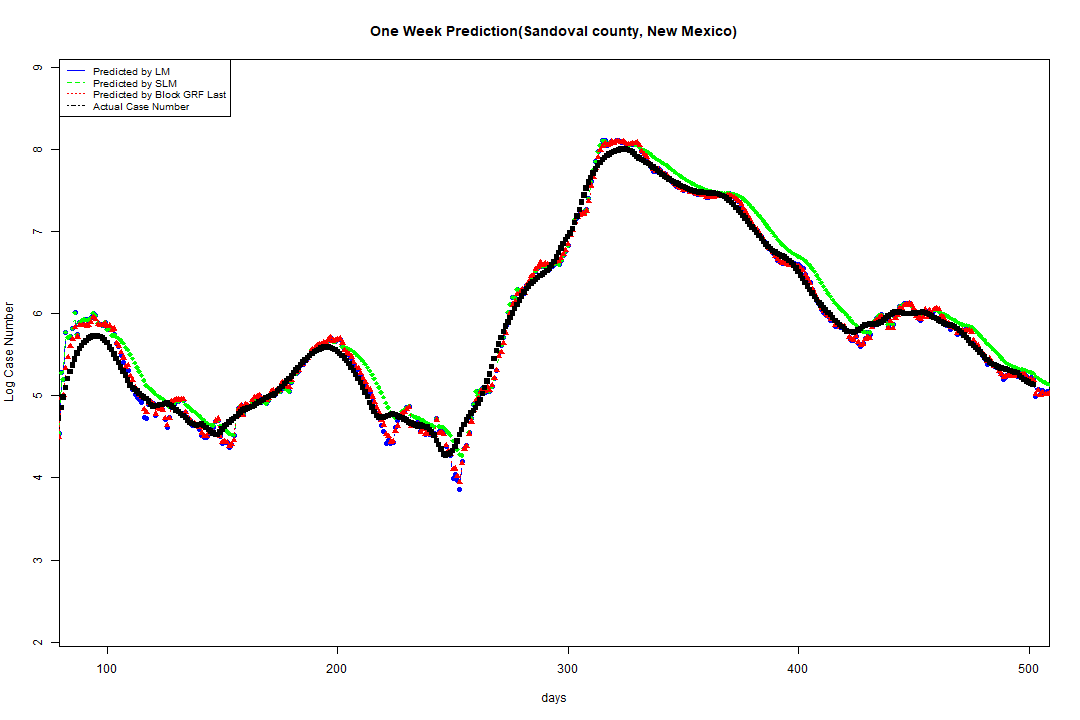 One Week Prediction(Sandoval county, New Mexico)
Predicted by LM
Predicted by SLM
Predicted by Block GRF Last
Actual Case Number
9
8
7
6
5
4
3
2
Log Case Number
100 200 300 400 500
days